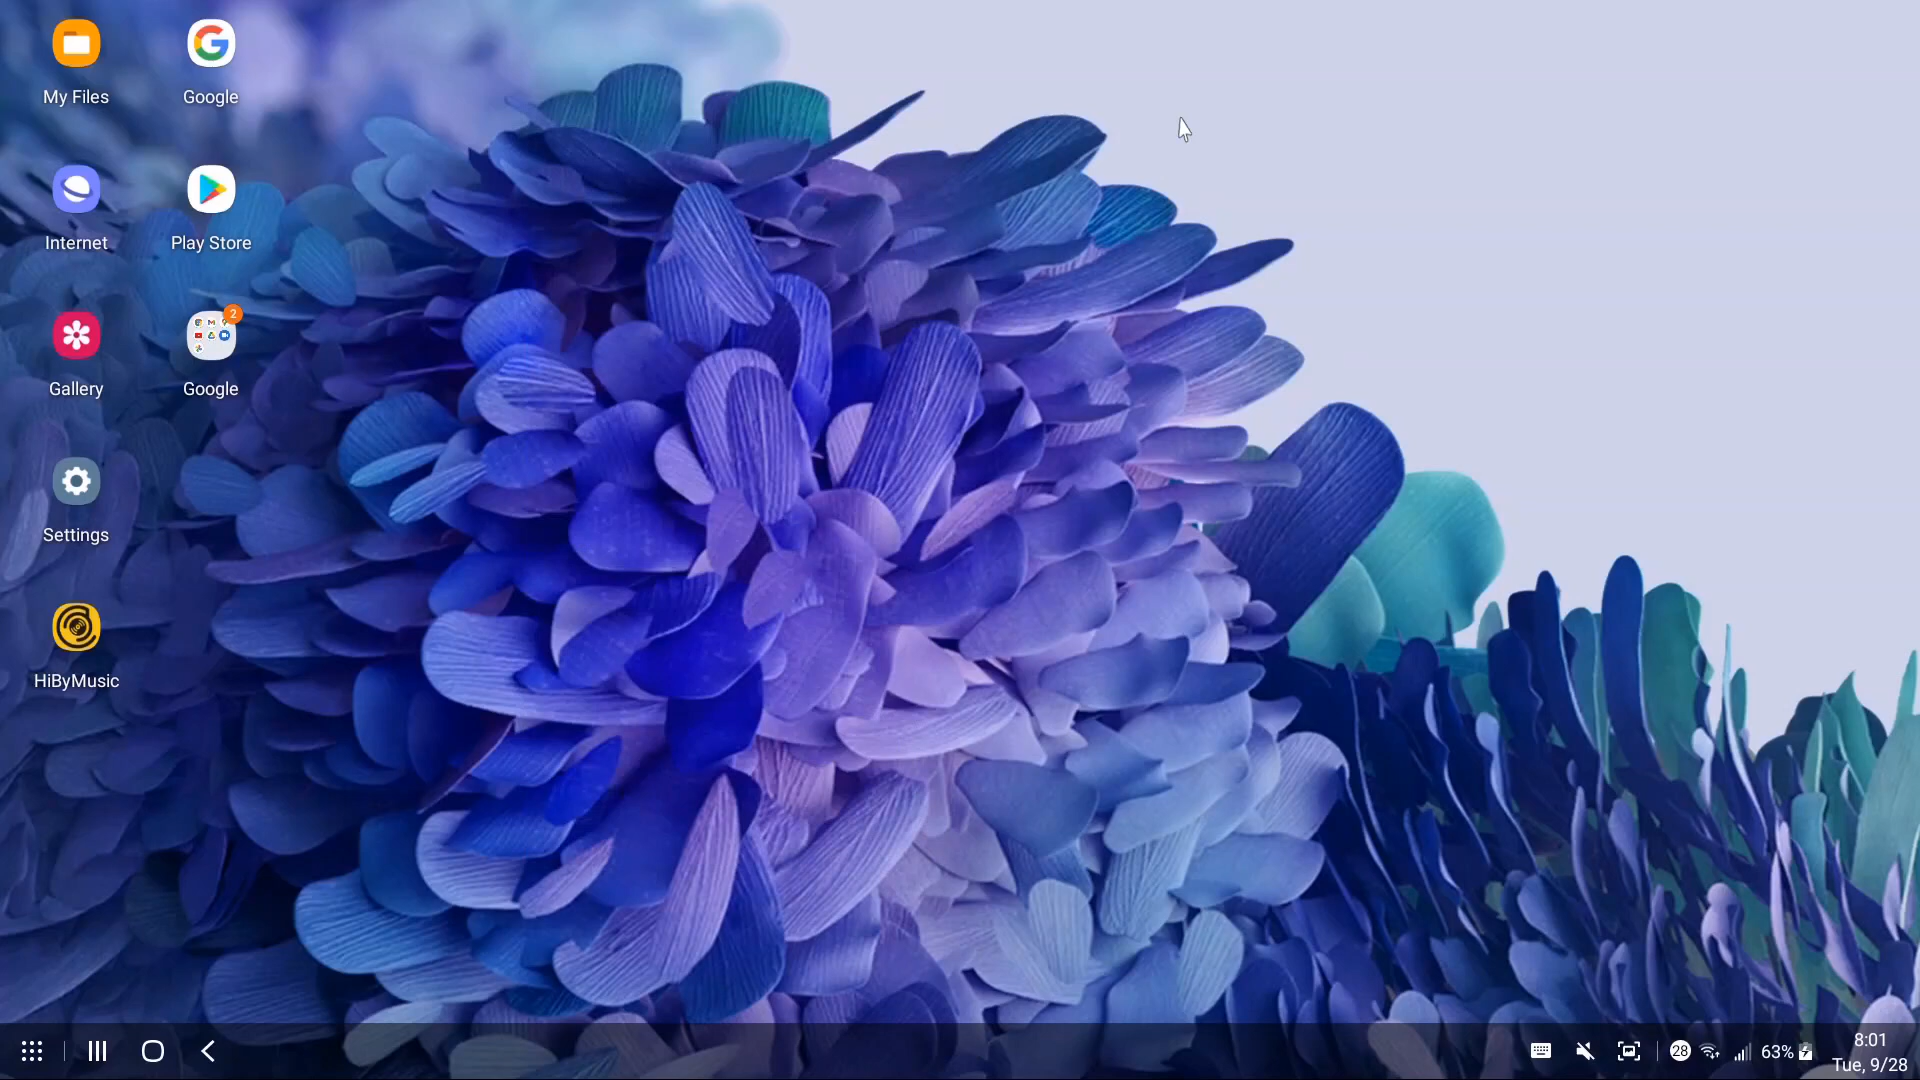 My Files
Google
Internet
Play Store
Gallery
2
Google
Settings
HiByMusic
28
63%
8:01
Tue, 9/28